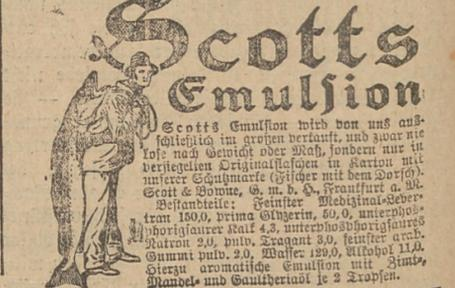 Scotts
Emulsion
Scotts Emulsion wird von uns aus-
schließlich im großen verkauft, und zwar nie
lose nach Gewicht oder Maß, sondern nur in
versiegelten Originalflaschen in Karton mit
unserer Schutzmarke (Fischer mit dem Dorsch).
Scott & Bowne, G. m. b. H., Frankfurt a. M.
Bestandteile: Feinster Medizinal-Leber-
tran 150,0, prima Glyzerin, 50,0, unterphos-
phorigsaurer Kalk 4,3, unterphosphorigsaures
Natron 2,0, pulv. Tragant 3,0, feinster arab.
Gummi pulv. 2,0, Wasser 129,0, Alkohol 11,0.
Hierzu aromatische Emulsion mit Zimt-,
Mandel- und Gaultheriaöl je 2 Tropfen.